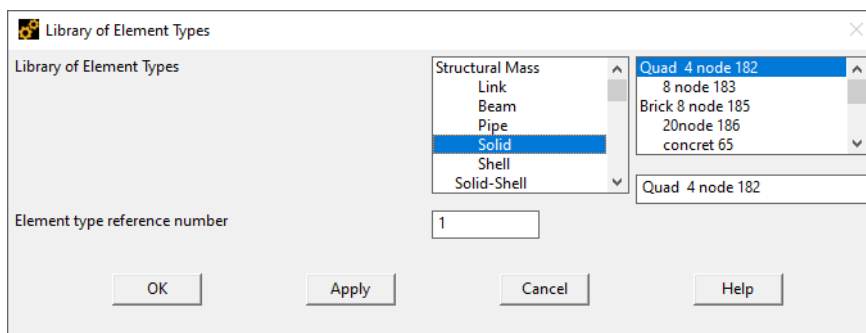 Library of Element Types
Library of Element Types
Structural Mass
Link
Beam
Pipe
Solid
Shell
Solid-Shell
Quad 4 node 182
8 node 183
Brick 8 node 185
20node 186
concret 65
Quad 4 node 182
Element type reference number
1
OK
Apply
Cancel
Help